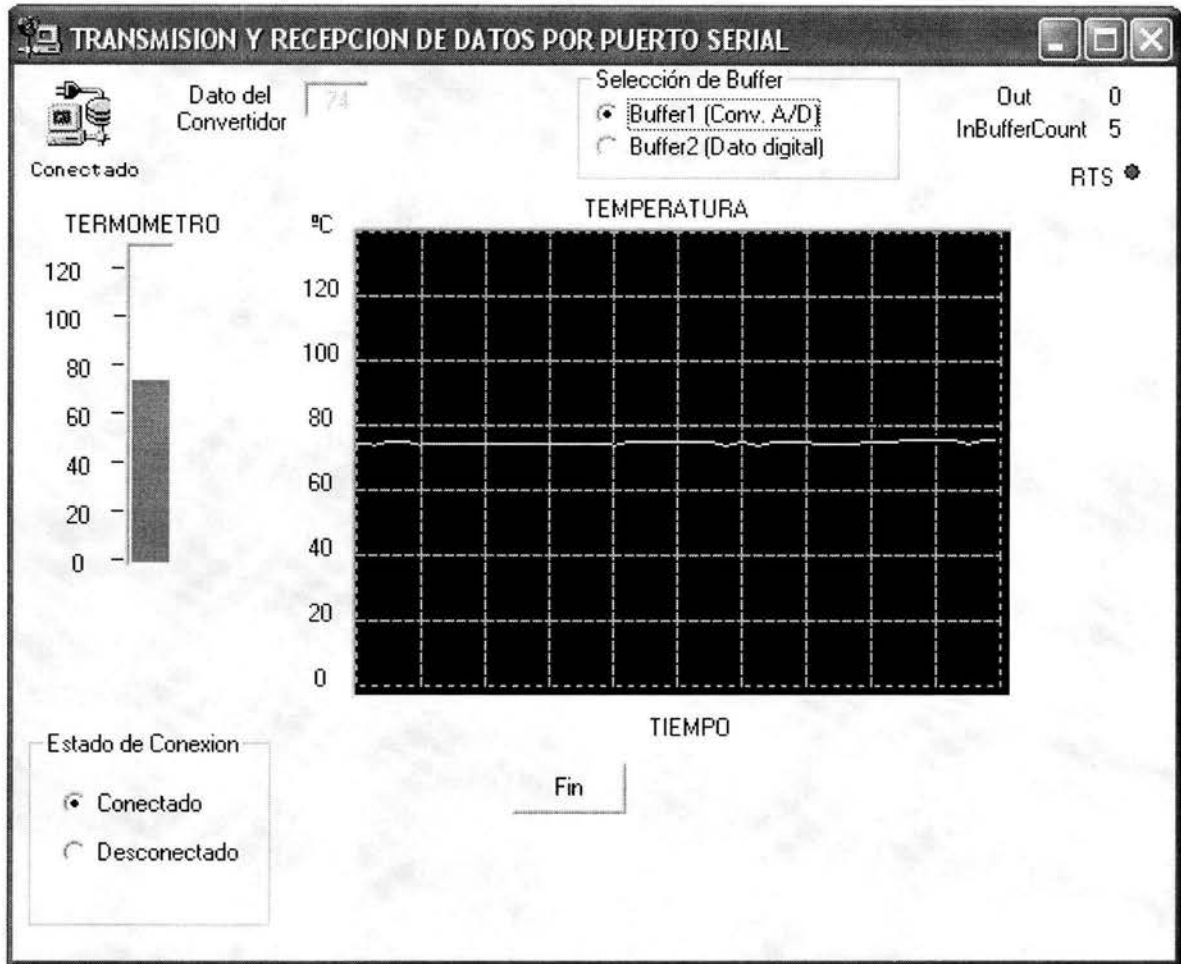 TRANSMISION Y RECEPCION DE DATOS POR PUERTO SERIAL
Conectado
Dato del
Convertidor
74
Selección de Buffer
Buffer1 (Conv. A/D)
Buffer2 (Dato digital)
Out 0
InBufferCount 5
RTS
TERMOMETRO
120
100
80
60
40
20
0
TEMPERATURA
ºC
120
100
80
60
40
20
0
TIEMPO
Estado de Conexion
Conectado
Desconectado
Fin